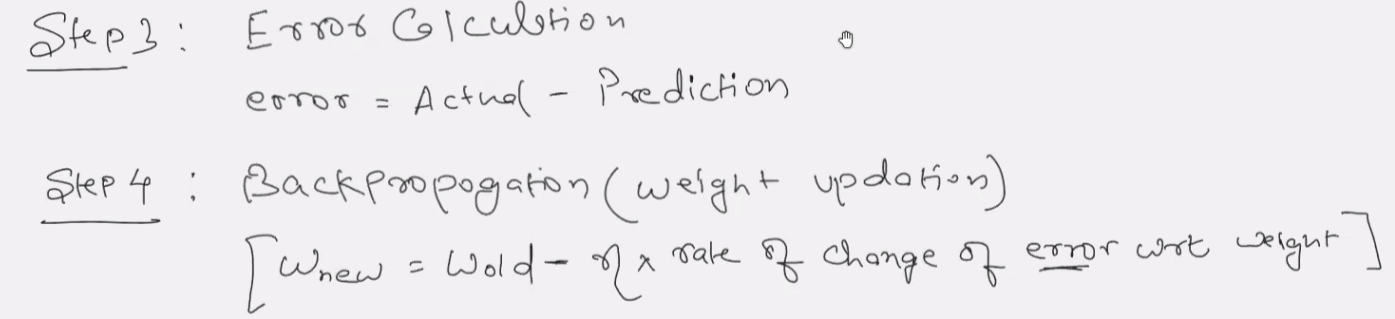 Step 3 : Error Calculation
error = Actual - Prediction
Step 4 : Backpropogation (weight updation)
[Wnew = Wold - η x rate of change of error wrt weight]